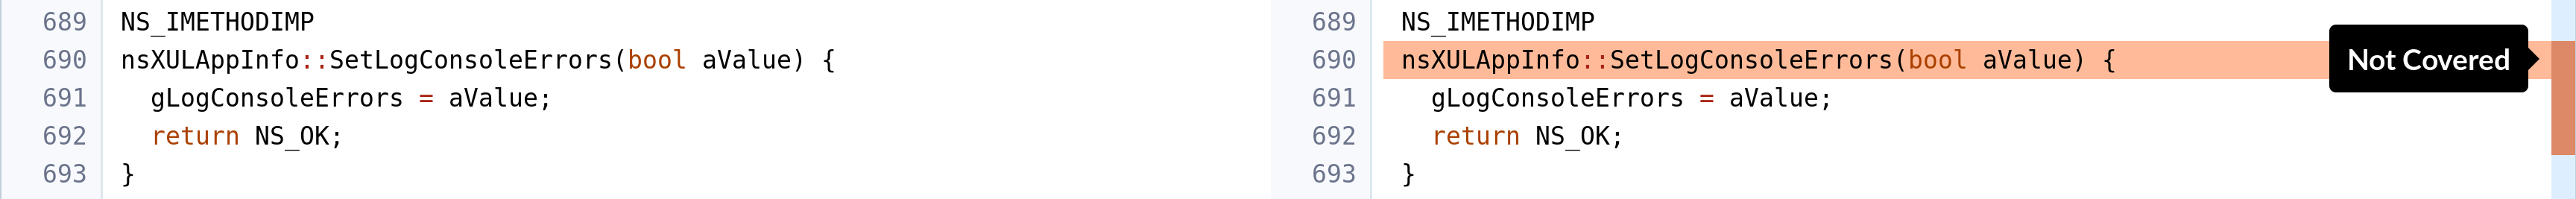 689 NS_IMETHODIMP
690 nsXULAppInfo::SetLogConsoleErrors(bool aValue) {
691   gLogConsoleErrors = aValue;
692   return NS_OK;
693 }
689 NS_IMETHODIMP
690 nsXULAppInfo::SetLogConsoleErrors(bool aValue) {
Not Covered
691   gLogConsoleErrors = aValue;
692   return NS_OK;
693 }